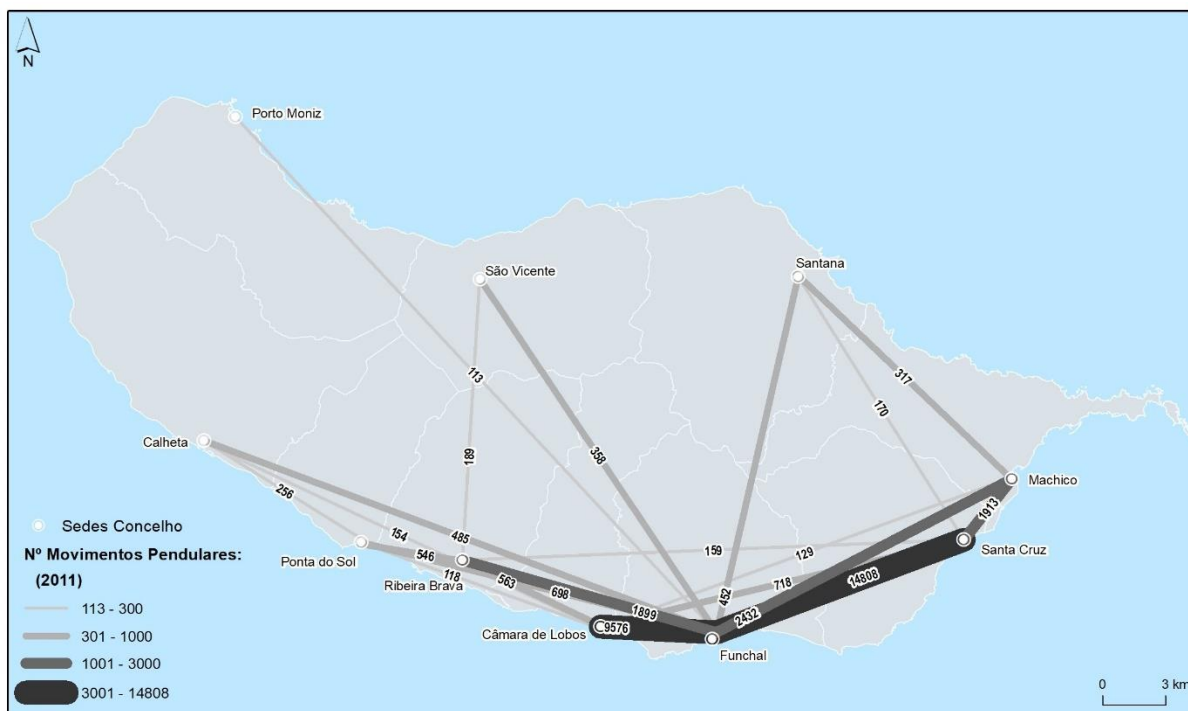 N
Porto Moniz
São Vicente
Santana
113
317
170
358
Calheta
189
Machico
256
1913
Sedes Concelho
154
485
Santa Cruz
Nº Movimentos Pendulares:
(2011)
Ponta do Sol
546
159
129
118
563
Ribeira Brava
698
718
14808
452
113 - 300
1899
2432
301 - 1000
Câmara de Lobos
9576
Funchal
1001 - 3000
3001 - 14808
0 3 km